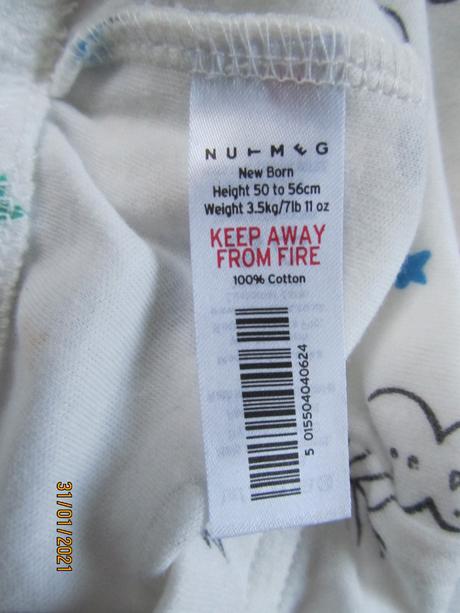 NUTMEG
New Born
Height 50 to 56cm
Weight 3.5kg/7lb 11 oz
KEEP AWAY
FROM FIRE
100% Cotton
5 015504 040624
31/01/2021